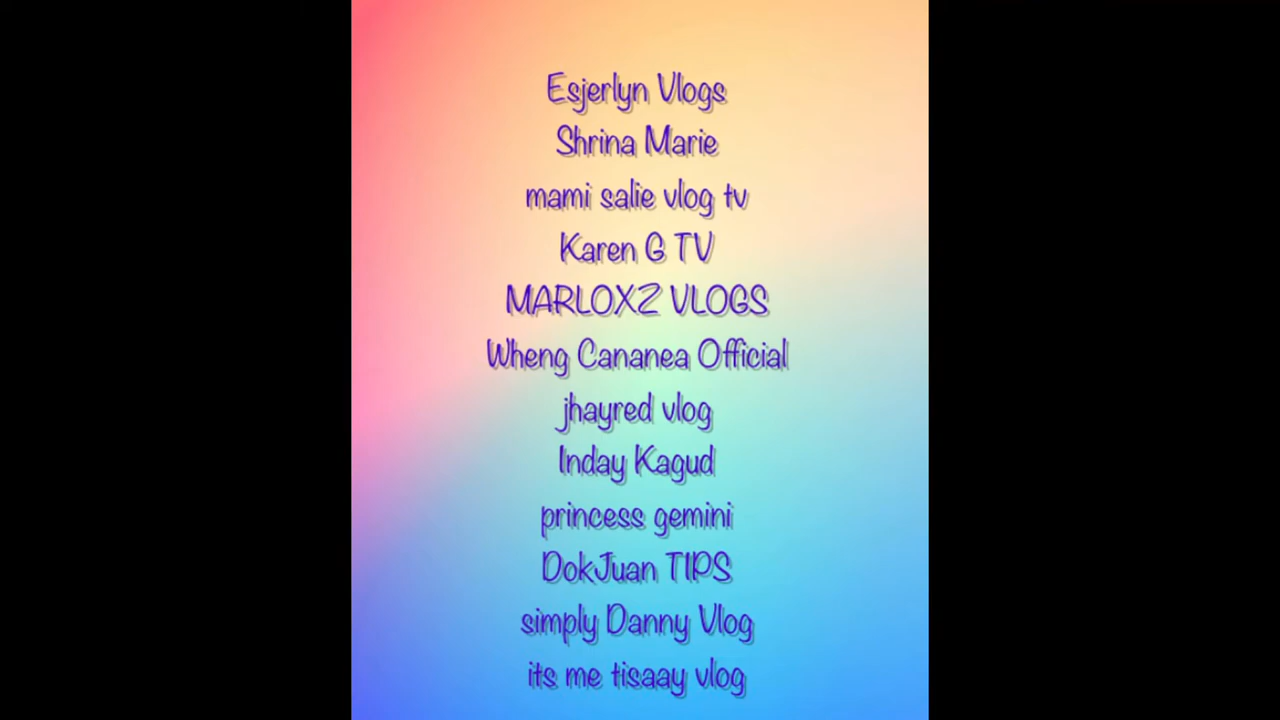 Esjerlyn Vlogs
Shrina Marie
mami salie vlog tv
Karen G TV
MARLOXZ VLOGS
Wheng Cananea Official
jhayred vlog
Inday Kagud
princess gemini
DokJuan TIPS
simply Danny Vlog
its me tisaay vlog